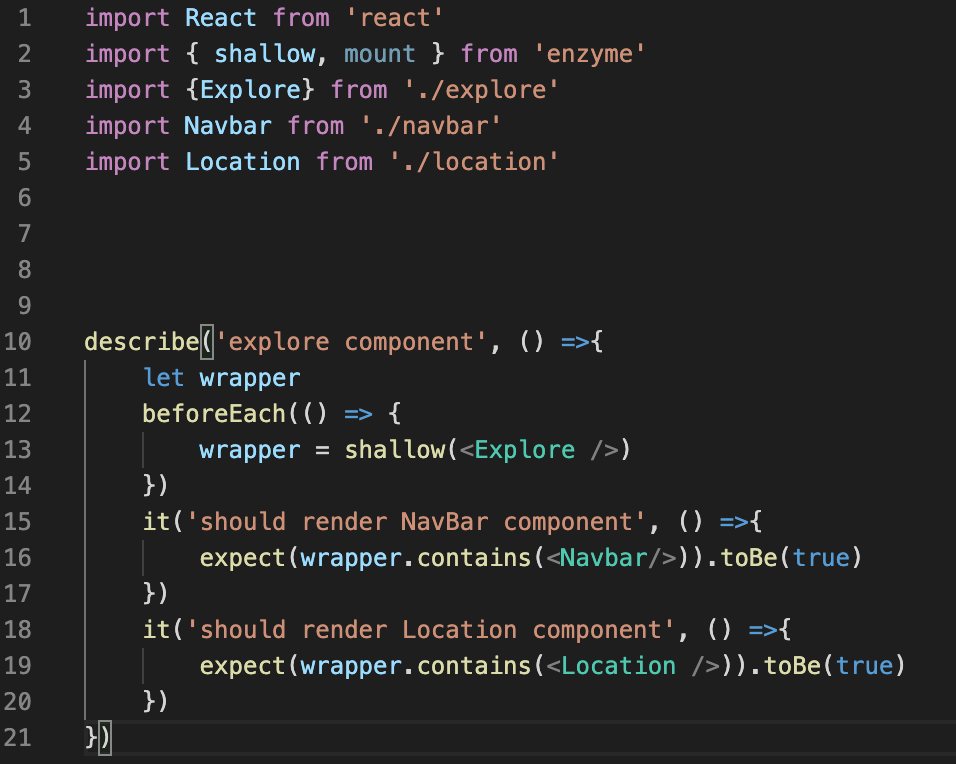 1 import React from 'react'
2 import { shallow, mount } from 'enzyme'
3 import {Explore} from './explore'
4 import Navbar from './navbar'
5 import Location from './location'
6
7
8
9
10 describe('explore component', () =>{
11     let wrapper
12     beforeEach(() => {
13         wrapper = shallow(<Explore />)
14     })
15     it('should render NavBar component', () =>{
16         expect(wrapper.contains(<Navbar/>)).toBe(true)
17     })
18     it('should render Location component', () =>{
19         expect(wrapper.contains(<Location />)).toBe(true)
20     })
21 })